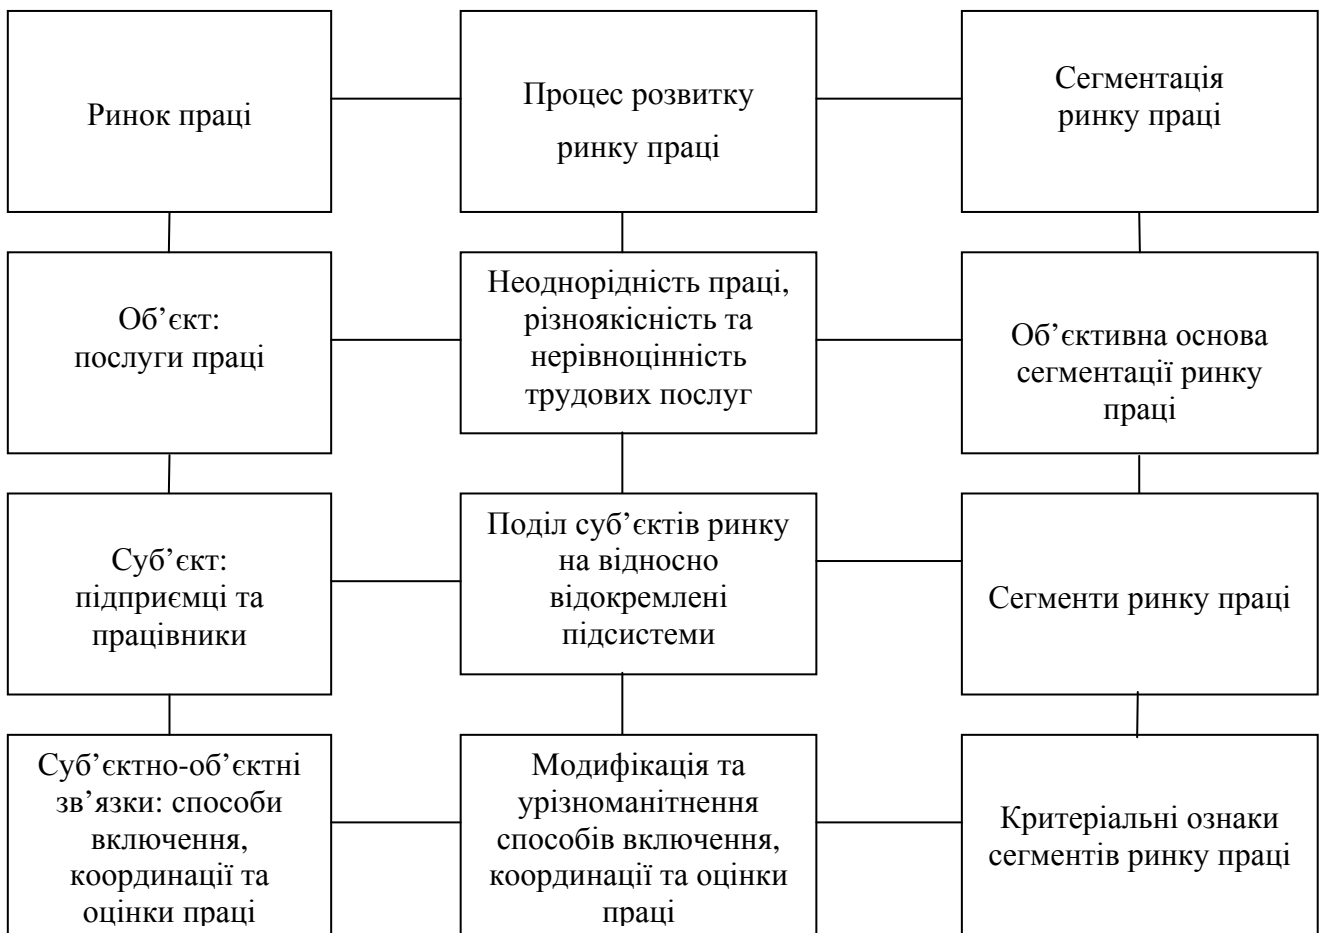 Ринок праці
Процес розвитку
ринку праці
Сегментація
ринку праці
Об’єкт:
послуги праці
Неоднорідність праці,
різноякісність та
нерівноцінність
трудових послуг
Об’єктивна основа
сегментації ринку
праці
Суб’єкт:
підприємці та
працівники
Поділ суб’єктів ринку
на відносно
відокремлені
підсистеми
Сегменти ринку праці
Суб’єктно-об’єктні
зв’язки: способи
включення,
координації та
оцінки праці
Модифікація та
урізноманітнення
способів включення,
координації та оцінки
праці
Критеріальні ознаки
сегментів ринку праці